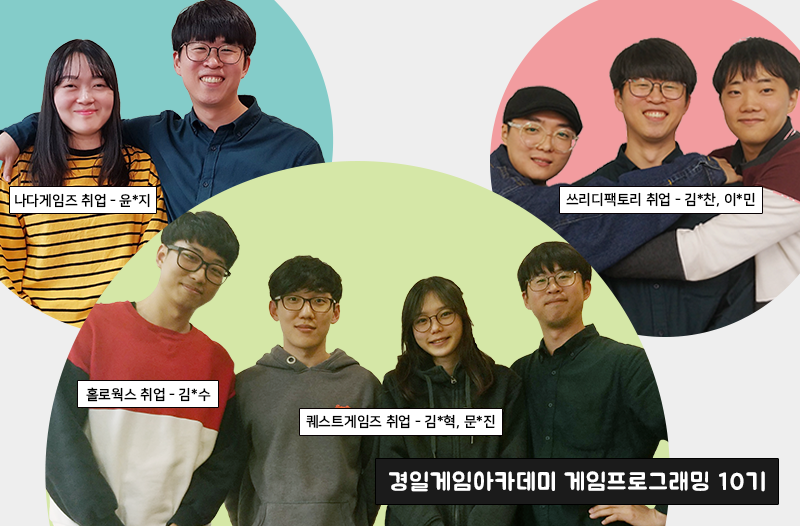 나다게임즈 취업 - 윤*지
쓰리디팩토리 취업 - 김*찬, 이*민
홀로웍스 취업 - 김*수
퀘스트게임즈 취업 - 김*혁, 문*진
경일게임아카데미 게임프로그래밍 10기